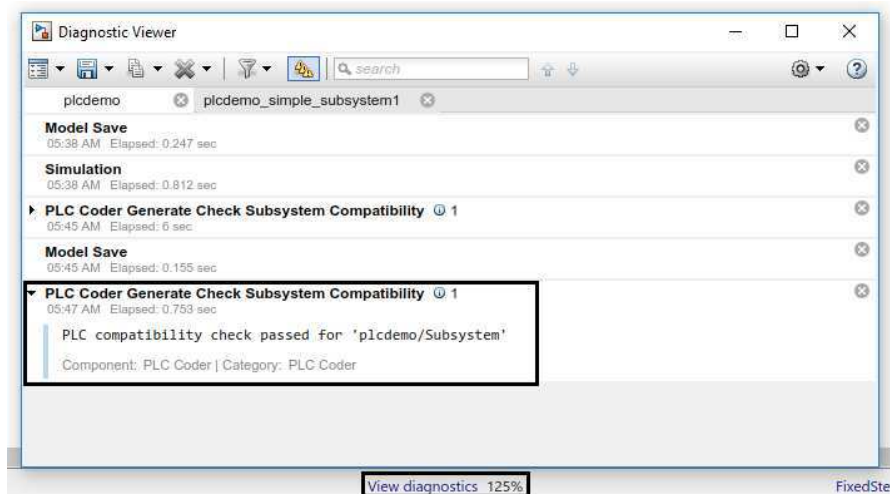 Diagnostic Viewer
search
plcdemo plcdemo_simple_subsystem1
Model Save
05:38 AM Elapsed: 0.247 sec
Simulation
05:38 AM Elapsed: 0.812 sec
PLC Coder Generate Check Subsystem Compatibility 1
05:45 AM Elapsed: 6 sec
Model Save
05:45 AM Elapsed: 0.155 sec
PLC Coder Generate Check Subsystem Compatibility 1
05:47 AM Elapsed: 0.753 sec
PLC compatibility check passed for 'plcdemo/Subsystem'
Component: PLC Coder | Category: PLC Coder
View diagnostics 125% FixedSte